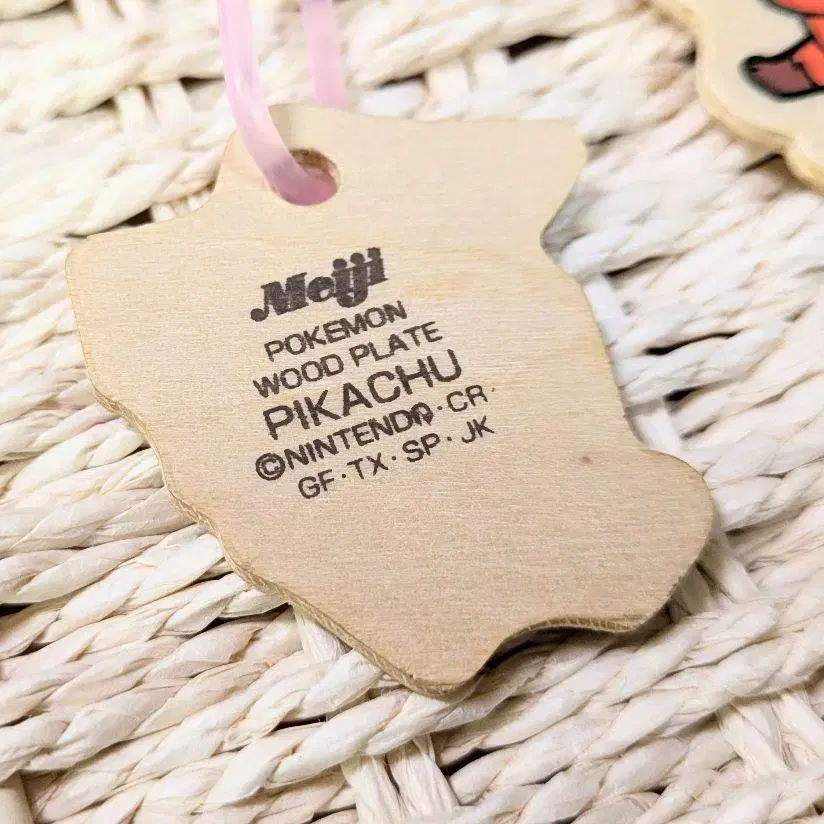 Meiji
POKEMON
WOOD PLATE
PIKACHU
©NINTENDO·CR·
GF·TX·SP·JK